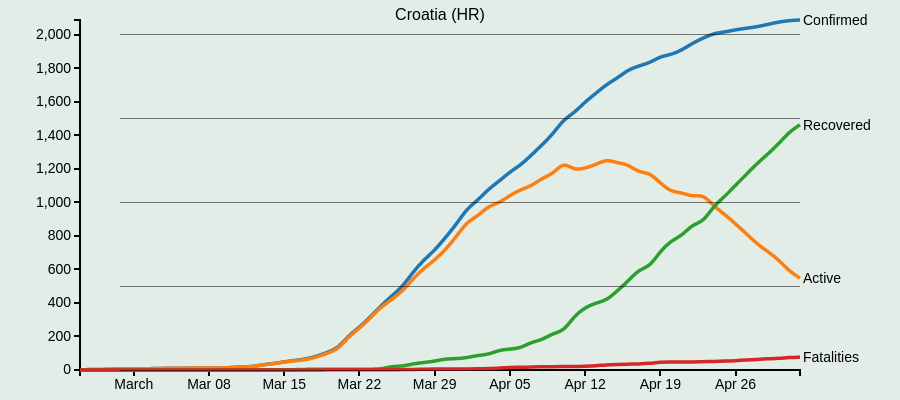 Croatia (HR)
Confirmed
2,000
1,800
1,600
1,400
Recovered
1,200
1,000
800
600
Active
400
200
Fatalities
0
March Mar 08 Mar 15 Mar 22 Mar 29 Apr 05 Apr 12 Apr 19 Apr 26